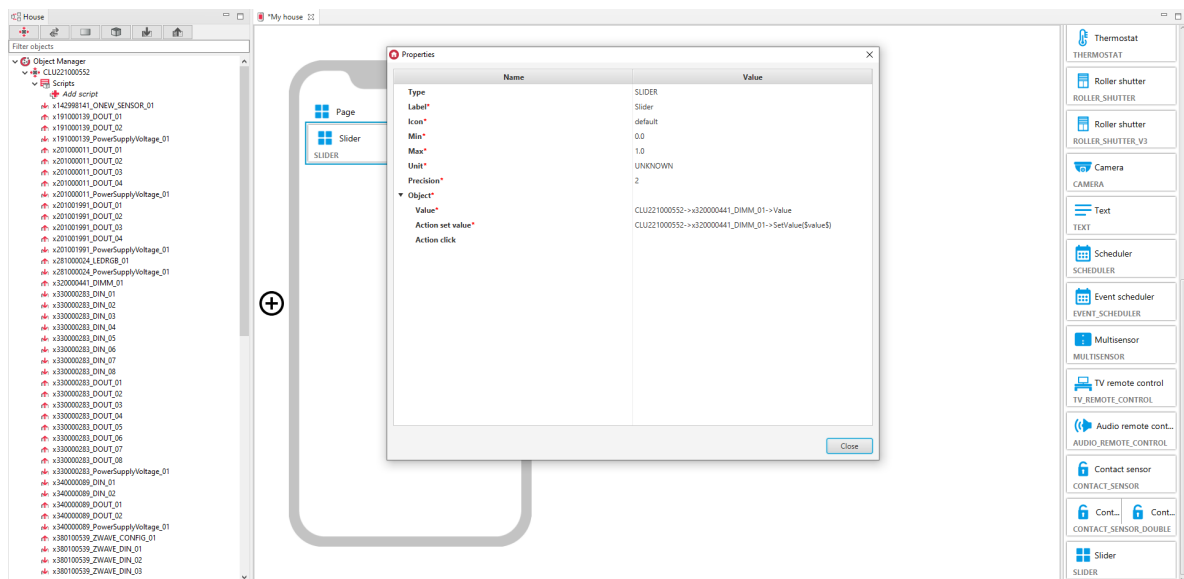 House
*My house
Filter objects
Object Manager
CLU221000552
Scripts
Add script
x142998141_ONEW_SENSOR_01
x191000139_DOUT_01
x191000139_DOUT_02
x191000139_PowerSupplyVoltage_01
x201000011_DOUT_01
x201000011_DOUT_02
x201000011_DOUT_03
x201000011_DOUT_04
x201000011_PowerSupplyVoltage_01
x201001991_DOUT_01
x201001991_DOUT_02
x201001991_DOUT_03
x201001991_DOUT_04
x201001991_PowerSupplyVoltage_01
x281000024_LEDRGB_01
x281000024_PowerSupplyVoltage_01
x320000441_DIMM_01
x330000283_DIN_01
x330000283_DIN_02
x330000283_DIN_03
x330000283_DIN_04
x330000283_DIN_05
x330000283_DIN_06
x330000283_DIN_07
x330000283_DIN_08
x330000283_DOUT_01
x330000283_DOUT_02
x330000283_DOUT_03
x330000283_DOUT_04
x330000283_DOUT_05
x330000283_DOUT_06
x330000283_DOUT_07
x330000283_DOUT_08
x330000283_PowerSupplyVoltage_01
x340000089_DIN_01
x340000089_DIN_02
x340000089_DOUT_01
x340000089_DOUT_02
x340000089_PowerSupplyVoltage_01
x380100539_ZWAVE_CONFIG_01
x380100539_ZWAVE_DIN_01
x380100539_ZWAVE_DIN_02
x380100539_ZWAVE_DIN_03
Page
Slider
SLIDER
Properties
Name Value
Type SLIDER
Label* Slider
Icon* default
Min* 0.0
Max* 1.0
Unit* UNKNOWN
Precision* 2
Object*
Value* CLU221000552->x320000441_DIMM_01->Value
Action set value* CLU221000552->x320000441_DIMM_01->SetValue($value$)
Action click
Close
Thermostat
THERMOSTAT
Roller shutter
ROLLER_SHUTTER
Roller shutter
ROLLER_SHUTTER_V3
Camera
CAMERA
Text
TEXT
Scheduler
SCHEDULER
Event scheduler
EVENT_SCHEDULER
Multisensor
MULTISENSOR
TV remote control
TV_REMOTE_CONTROL
Audio remote cont...
AUDIO_REMOTE_CONTROL
Contact sensor
CONTACT_SENSOR
Cont... Cont...
CONTACT_SENSOR_DOUBLE
Slider
SLIDER